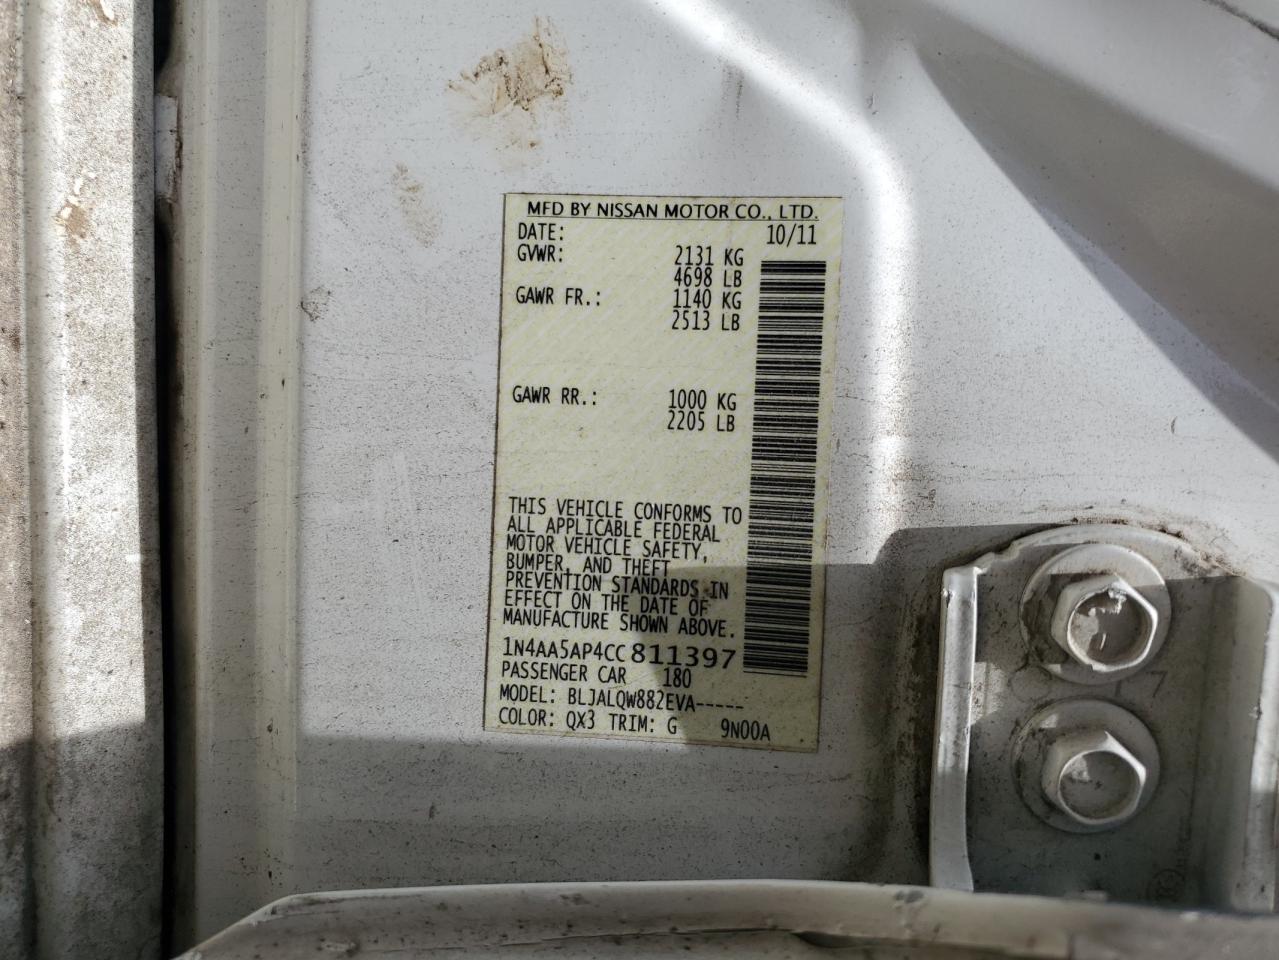 MFD BY NISSAN MOTOR CO., LTD.
DATE: 10/11
GVWR: 2131 KG
4698 LB
GAWR FR.: 1140 KG
2513 LB
GAWR RR.: 1000 KG
2205 LB
THIS VEHICLE CONFORMS TO
ALL APPLICABLE FEDERAL
MOTOR VEHICLE SAFETY,
BUMPER, AND THEFT
PREVENTION STANDARDS IN
EFFECT ON THE DATE OF
MANUFACTURE SHOWN ABOVE.
1N4AA5AP4CC811397
PASSENGER CAR 180
MODEL: BLJALQW882EVA-----
COLOR: QX3 TRIM: G 9N00A